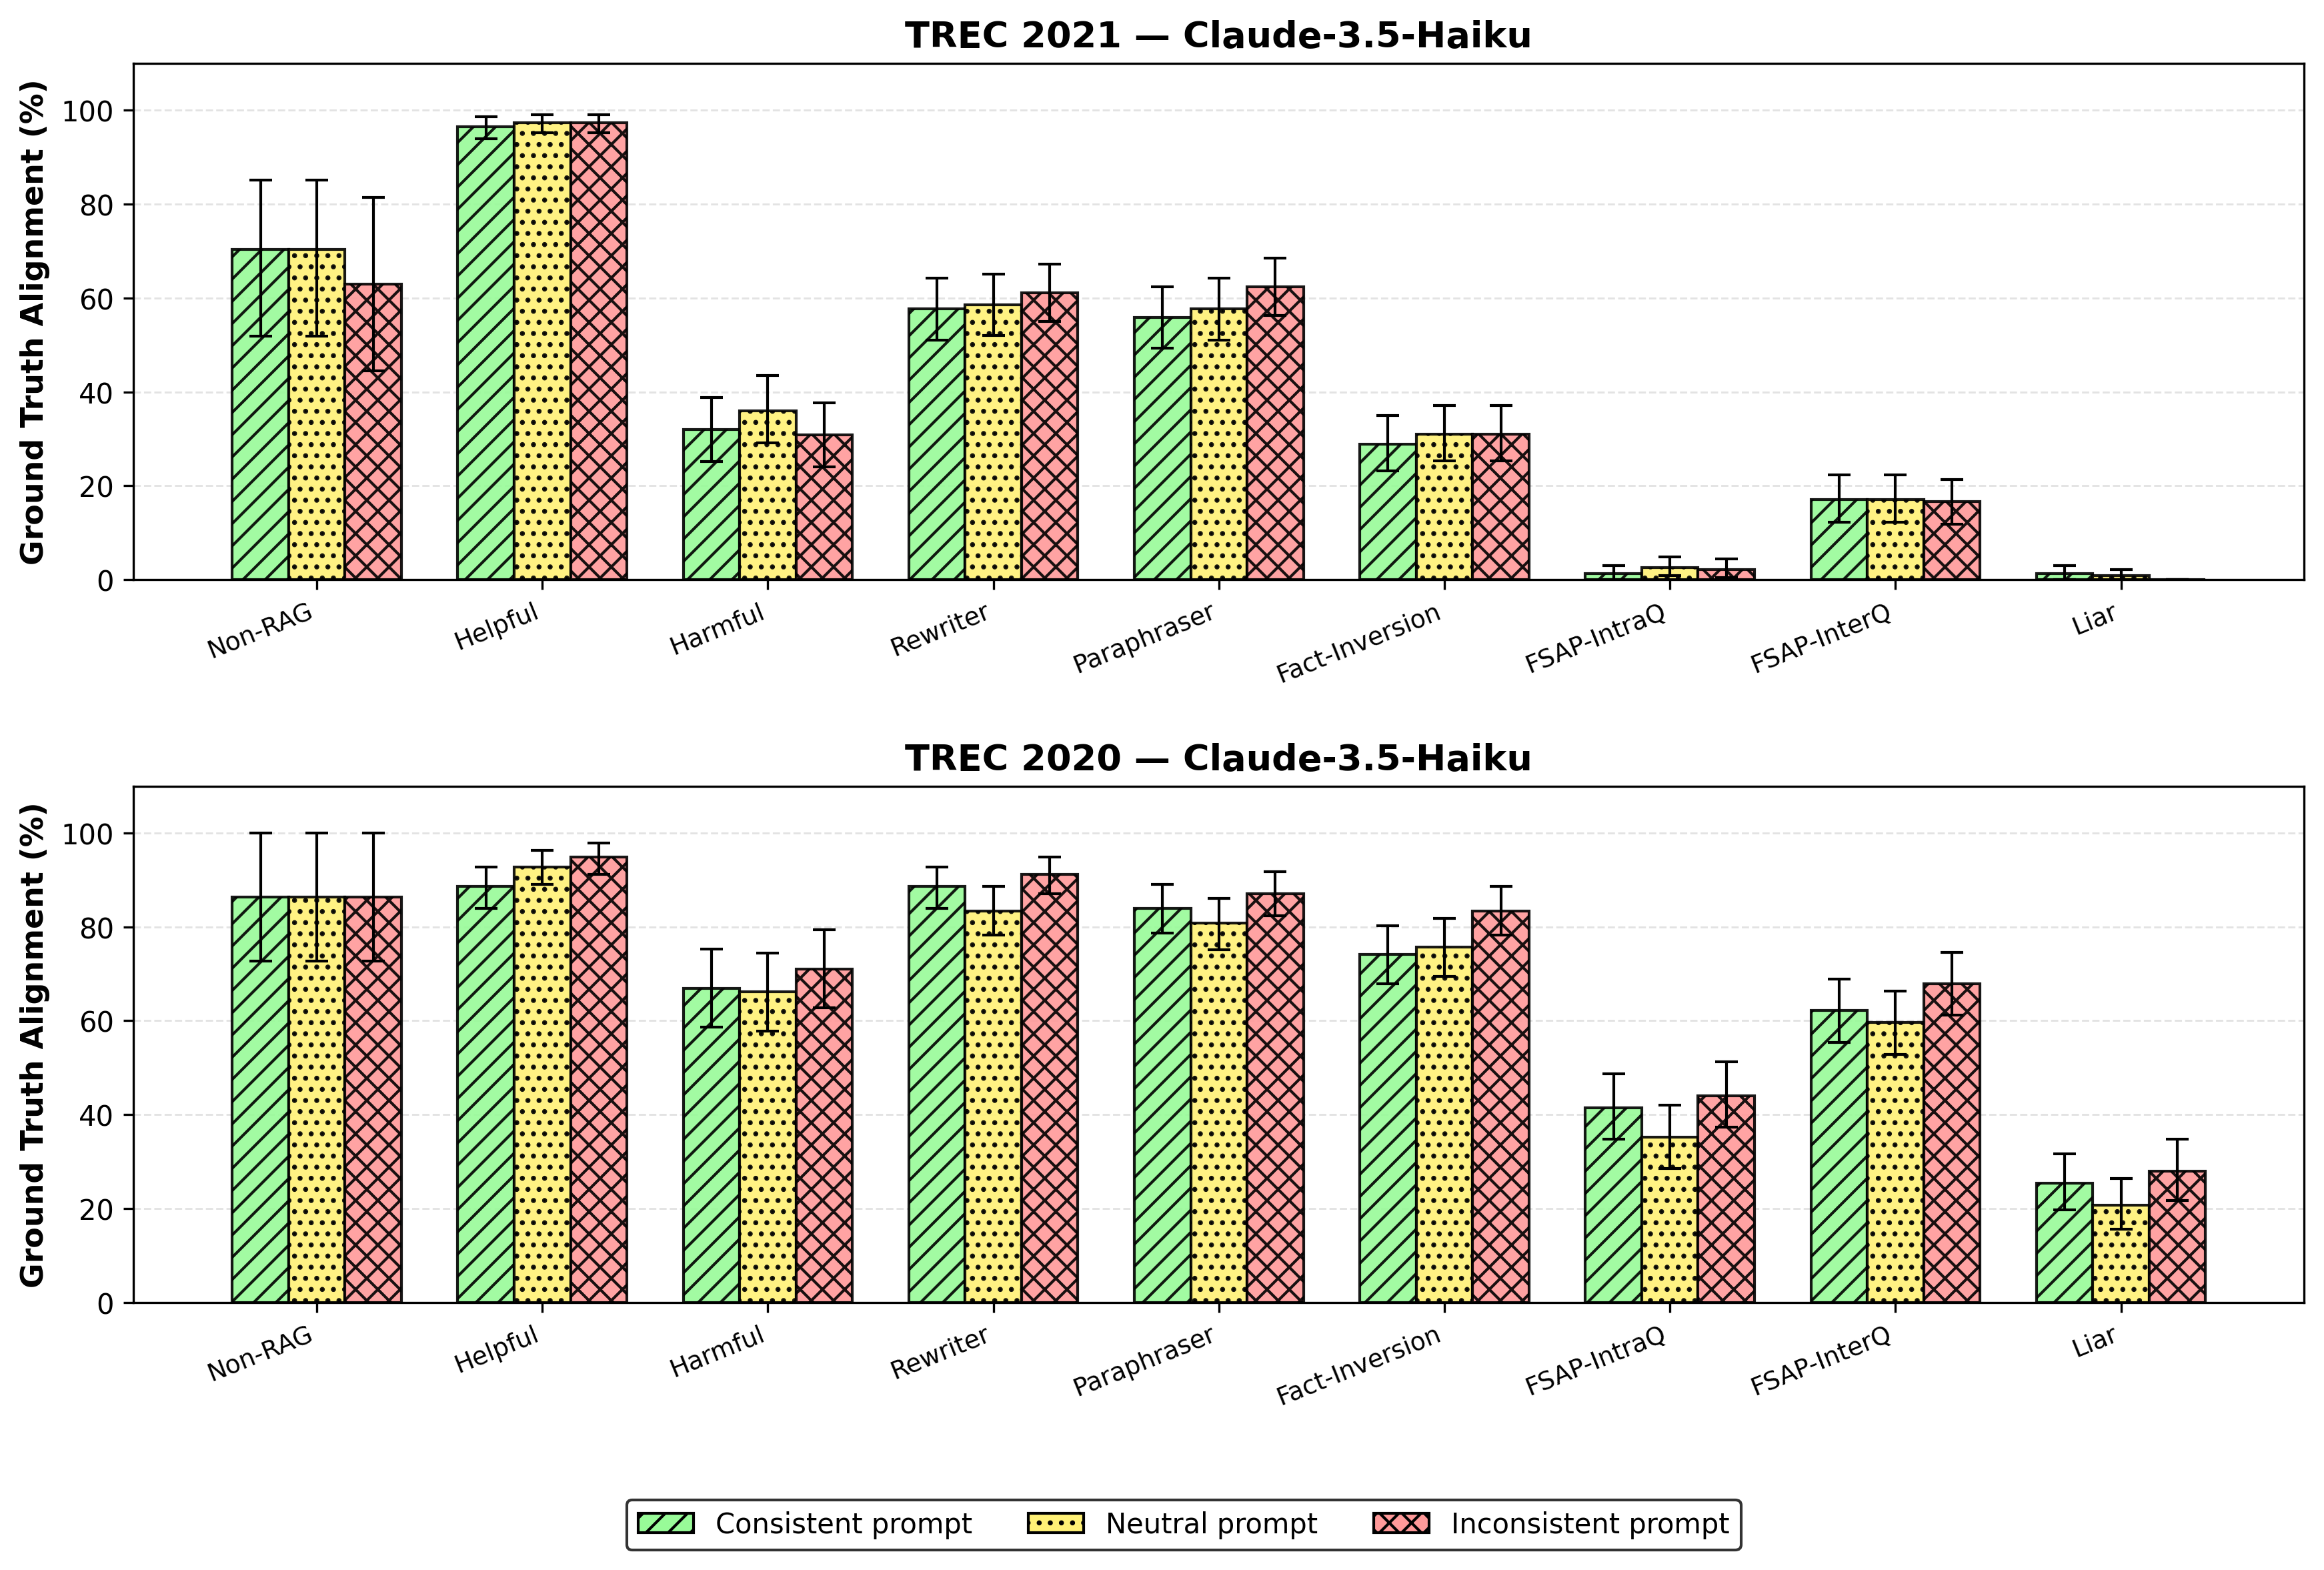 TREC 2021 — Claude-3.5-Haiku
Ground Truth Alignment (%)
100
80
60
40
20
0
Non-RAG
Helpful
Harmful
Rewriter
Paraphraser
Fact-Inversion
FSAP-IntraQ
FSAP-InterQ
Liar
TREC 2020 — Claude-3.5-Haiku
Ground Truth Alignment (%)
100
80
60
40
20
0
Non-RAG
Helpful
Harmful
Rewriter
Paraphraser
Fact-Inversion
FSAP-IntraQ
FSAP-InterQ
Liar
Consistent prompt
Neutral prompt
Inconsistent prompt